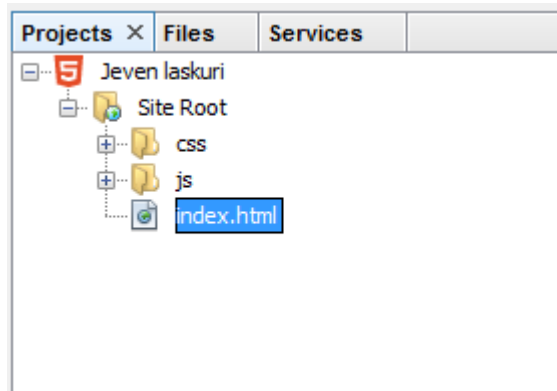 Projects Files Services
Jeven laskuri
Site Root
css
js
index.html